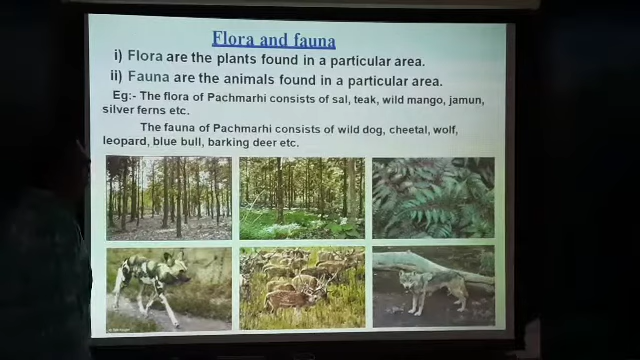 Flora and fauna
i) Flora are the plants found in a particular area.
ii) Fauna are the animals found in a particular area.
Eg:- The flora of Pachmarhi consists of sal, teak, wild mango, jamun,
silver ferns etc.
The fauna of Pachmarhi consists of wild dog, cheetal, wolf,
leopard, blue bull, barking deer etc.